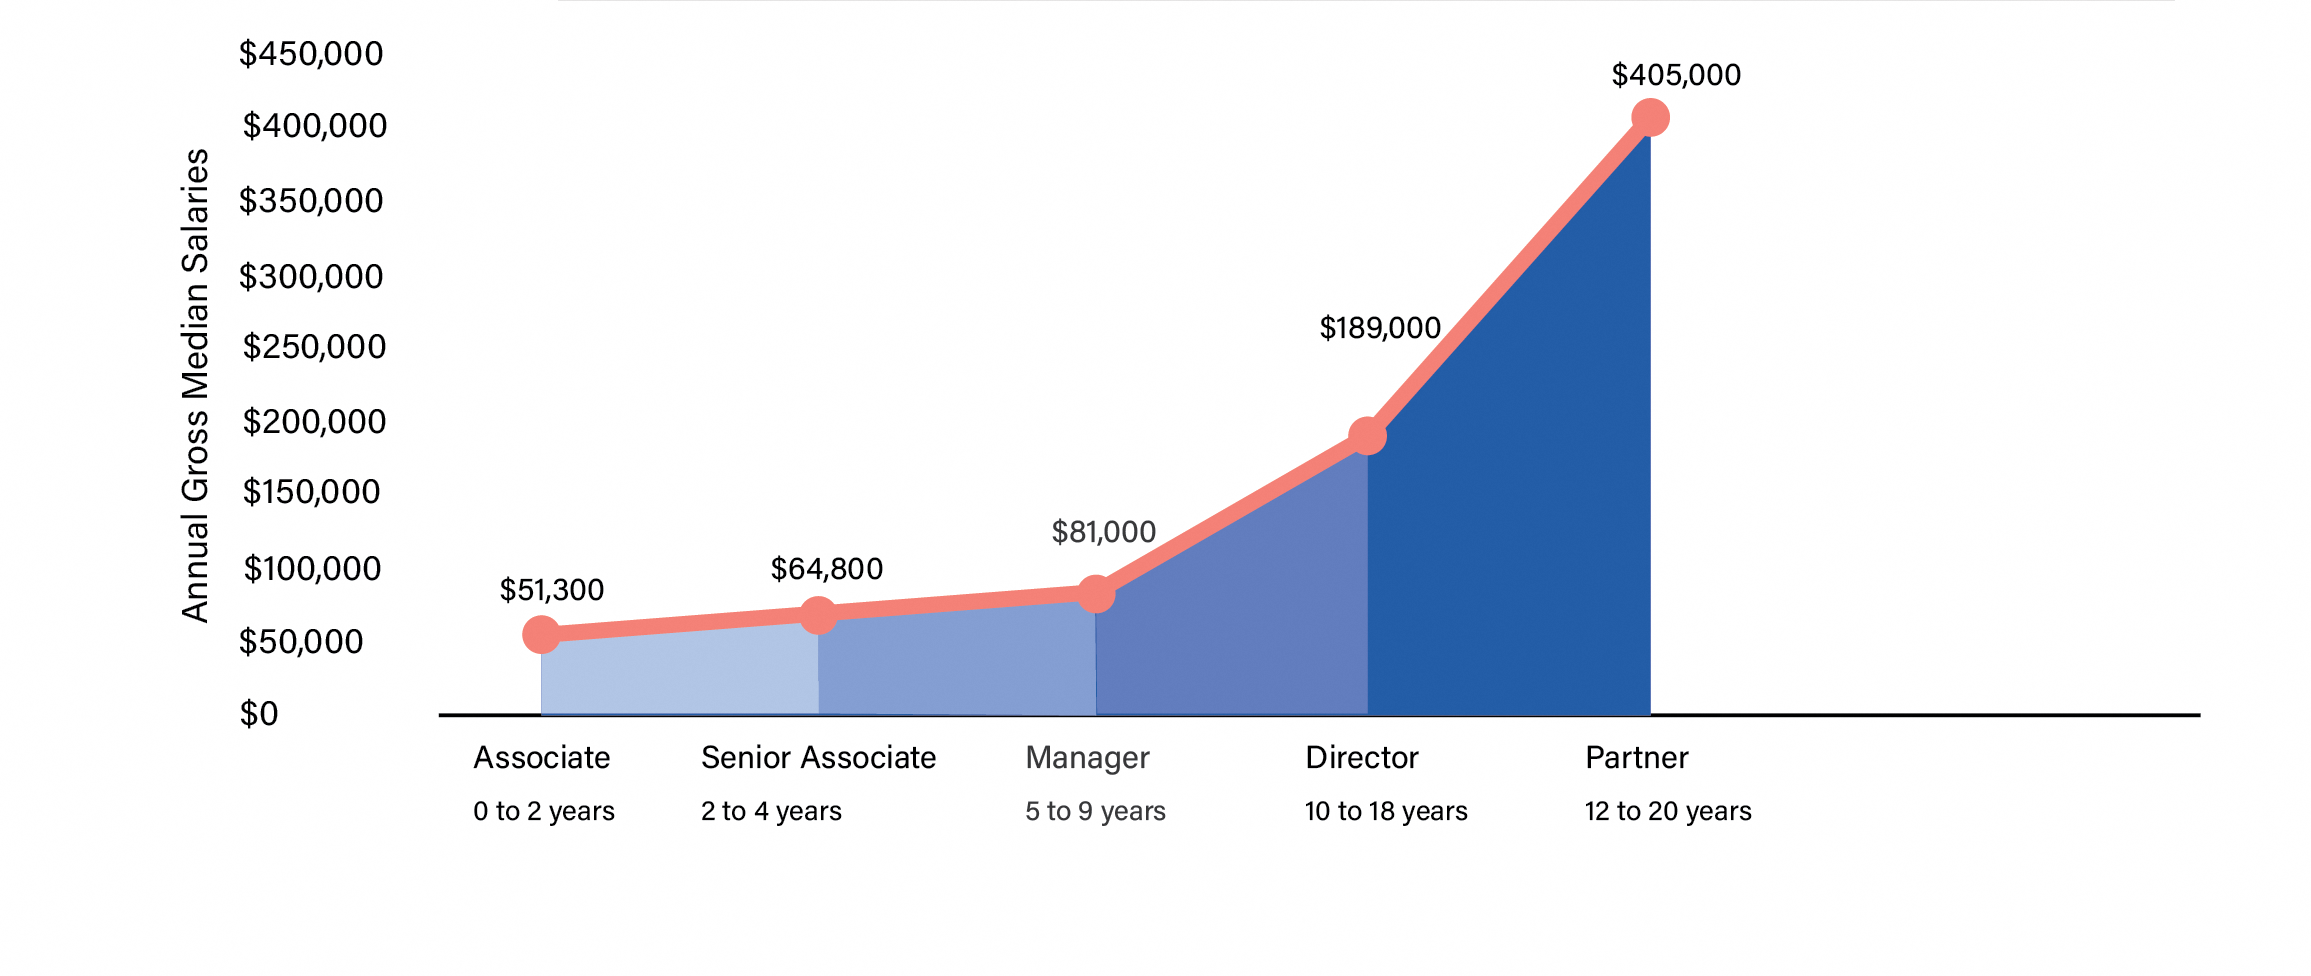 Annual Gross Median Salaries
$450,000
$400,000
$350,000
$300,000
$250,000
$200,000
$150,000
$100,000
$50,000
$0
$51,300
$64,800
$81,000
$189,000
$405,000
Associate
0 to 2 years
Senior Associate
2 to 4 years
Manager
5 to 9 years
Director
10 to 18 years
Partner
12 to 20 years